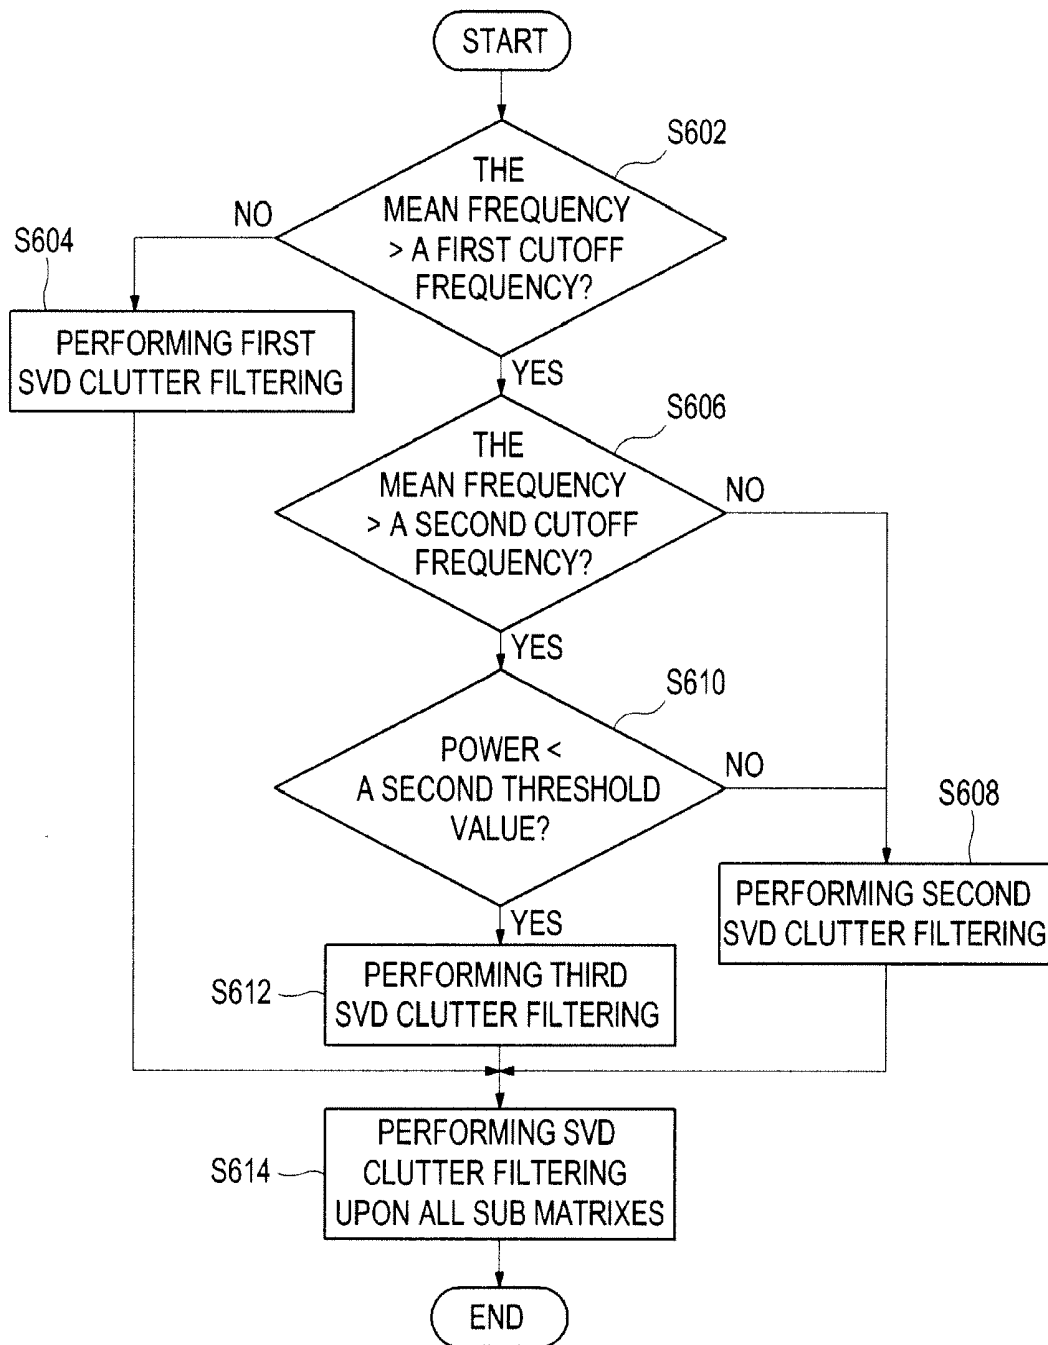 START
S602
THE
MEAN FREQUENCY
> A FIRST CUTOFF
FREQUENCY?
NO
S604
PERFORMING FIRST
SVD CLUTTER FILTERING
YES
S606
THE
MEAN FREQUENCY
> A SECOND CUTOFF
FREQUENCY?
NO
YES
S610
POWER <
A SECOND THRESHOLD
VALUE?
NO
S608
PERFORMING SECOND
SVD CLUTTER FILTERING
YES
S612
PERFORMING THIRD
SVD CLUTTER FILTERING
S614
PERFORMING SVD
CLUTTER FILTERING
UPON ALL SUB MATRIXES
END